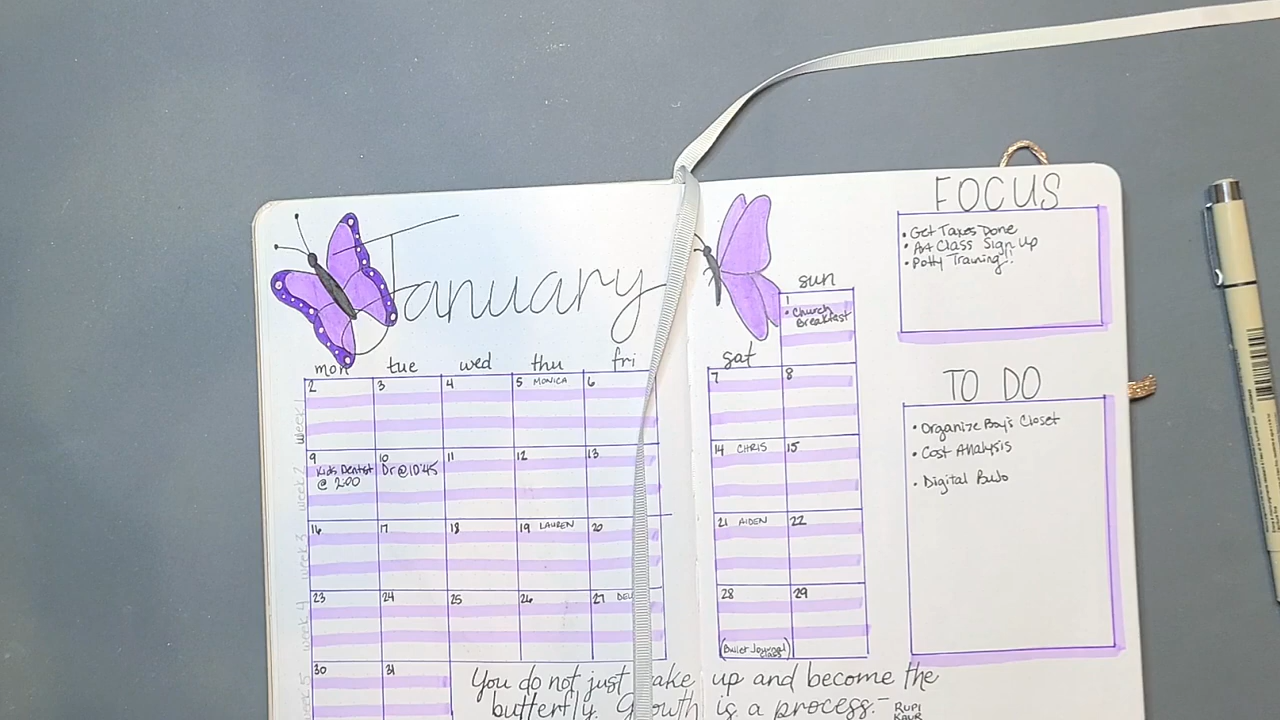 January
mon tue wed thu fri
week 1
2 3 4 5 MONICA 6
week 2
9 10 11 12 13
Kids Dentist Dr @ 10:45
@ 2:00
week 3
16 17 18 19 LAUREN 20
week 4
23 24 25 26 27
week 5
30 31
sun
1
• Church
Breakfast
sat
7 8
14 CHRIS 15
21 AIDEN 22
28 29
(Bullet Journal
class)
FOCUS
• Get Taxes Done
• Art Class Sign Up
• Potty Training!!
TO DO
• Organize Boy's Closet
• Cost Analysis
• Digital BuJo
You do not just up and become the
butterfly. is a process. –
RUPI
KAUR